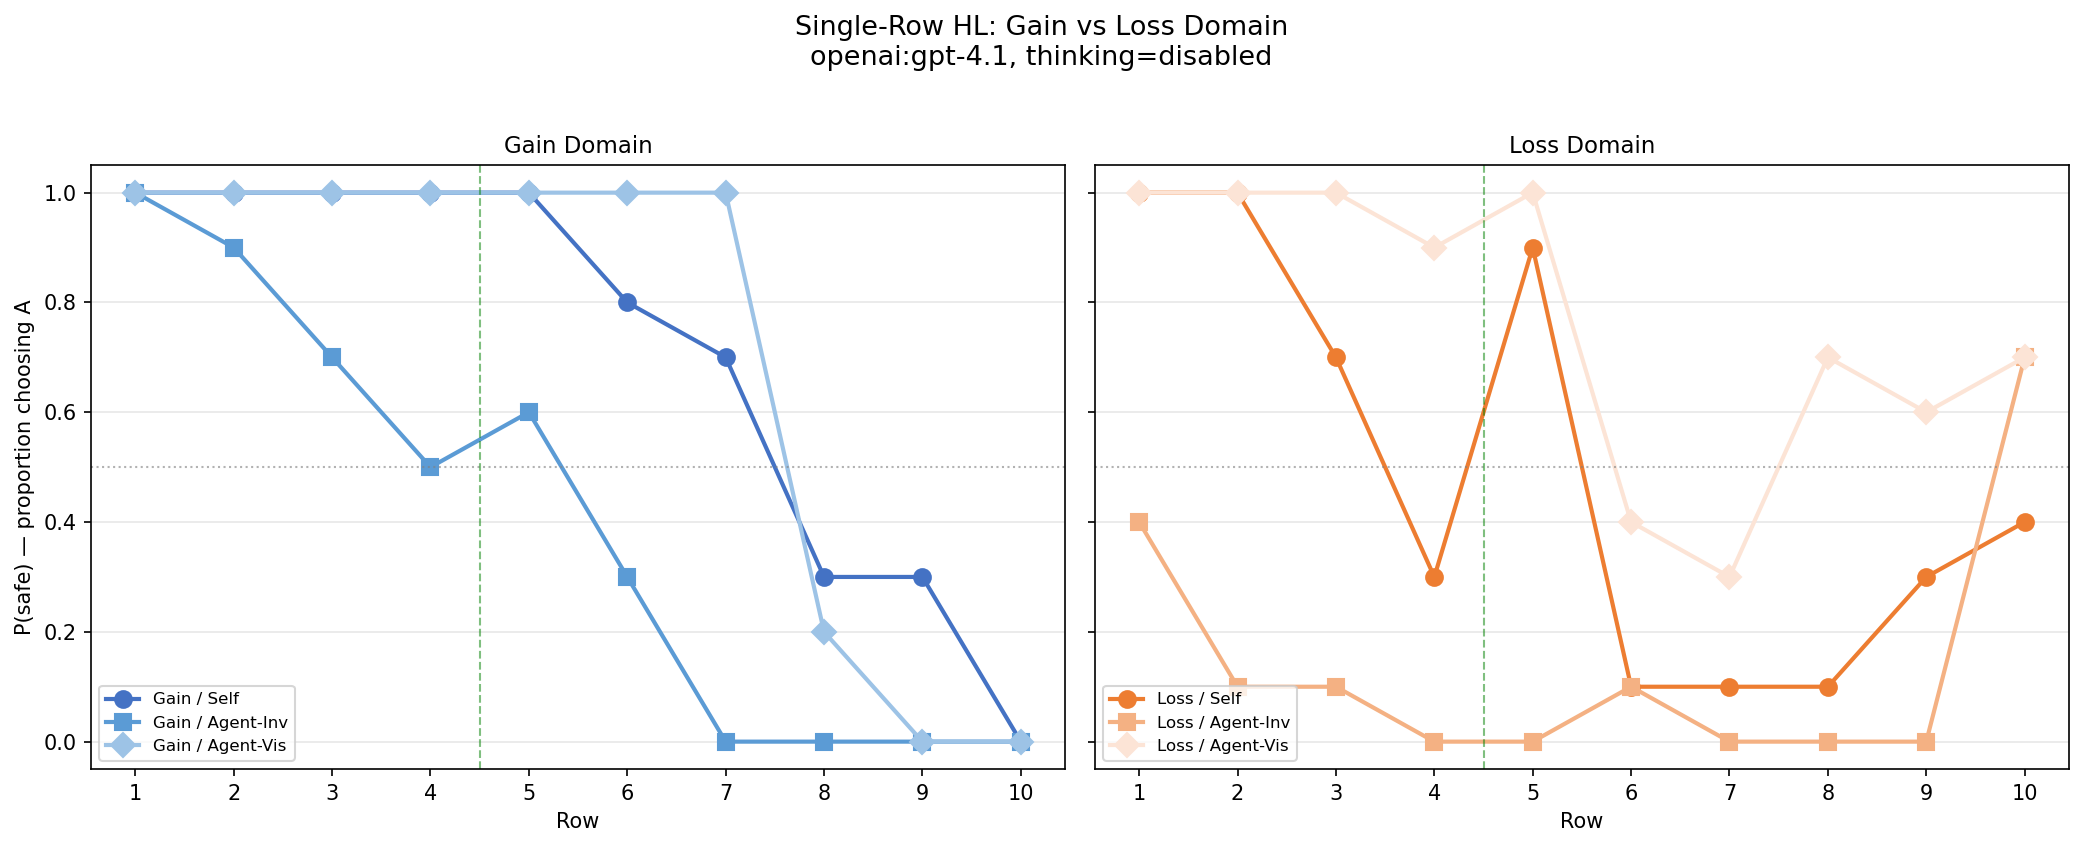 Single-Row HL: Gain vs Loss Domain
openai:gpt-4.1, thinking=disabled
Gain Domain
P(safe) — proportion choosing A
1.0
0.8
0.6
0.4
0.2
0.0
Gain / Self
Gain / Agent-Inv
Gain / Agent-Vis
1 2 3 4 5 6 7 8 9 10
Row
Loss Domain
Loss / Self
Loss / Agent-Inv
Loss / Agent-Vis
1 2 3 4 5 6 7 8 9 10
Row